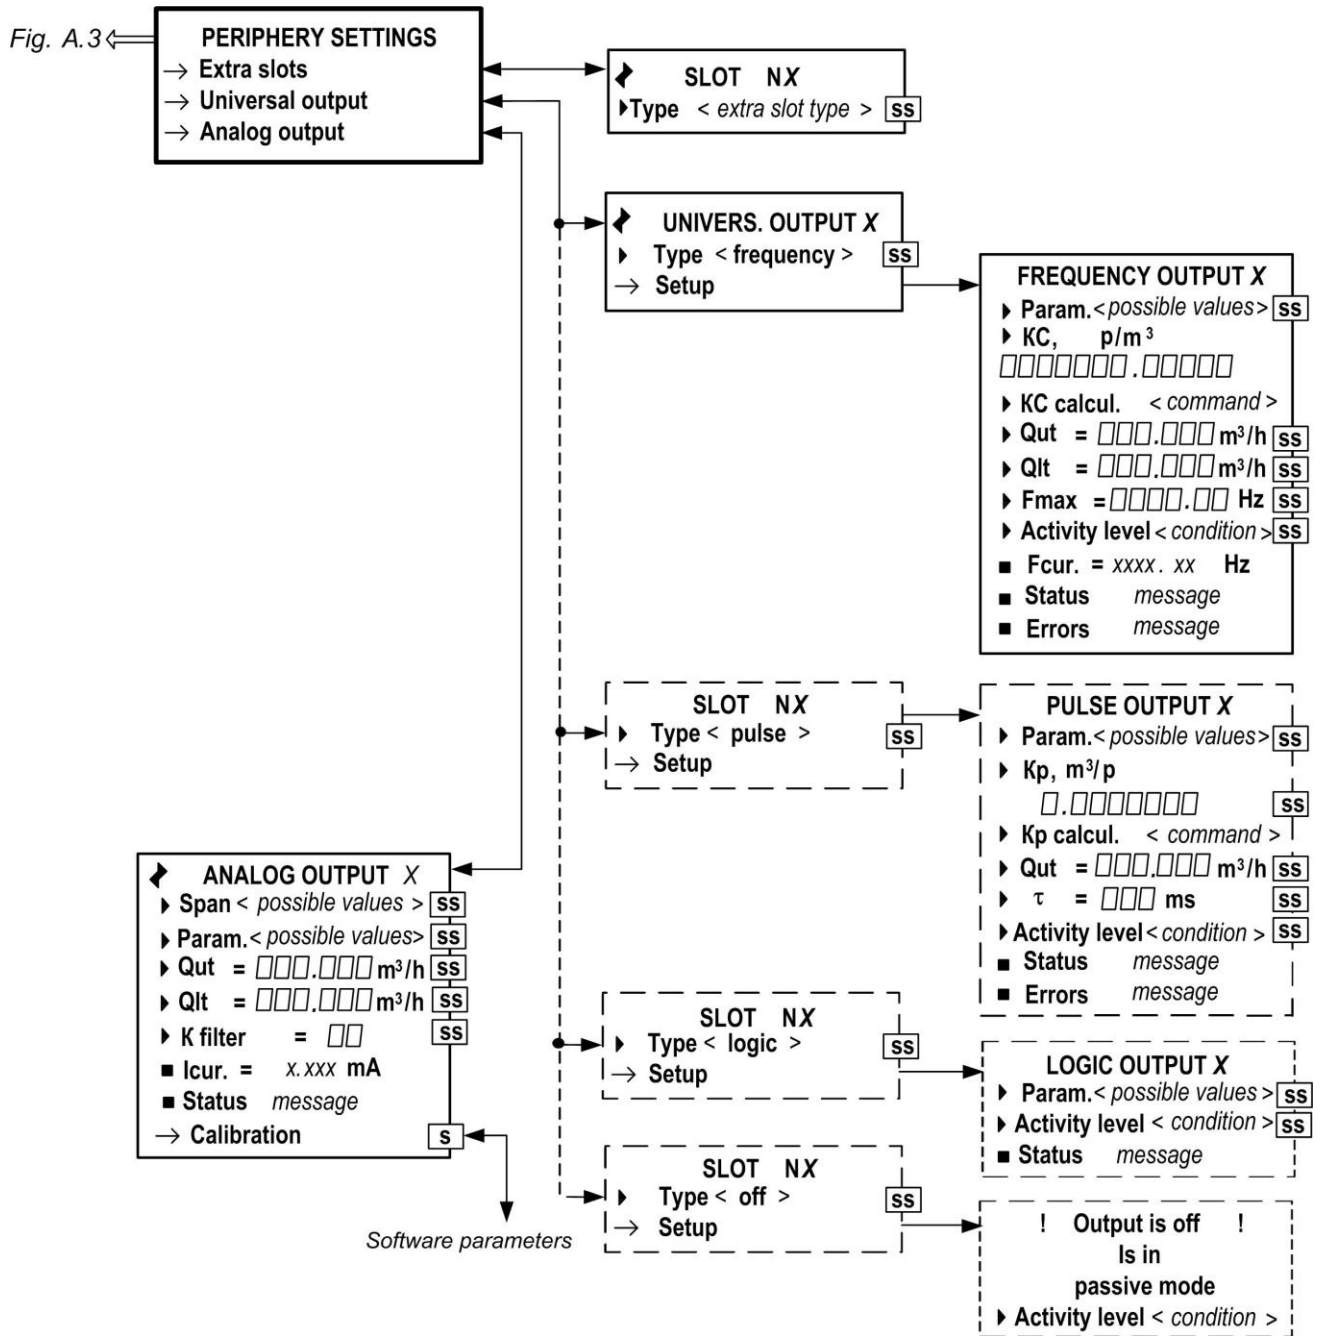 Fig. A.3
PERIPHERY SETTINGS
→ Extra slots
→ Universal output
→ Analog output
SLOT NX
Type < extra slot type > ss
UNIVERS. OUTPUT X
Type < frequency > ss
→ Setup
FREQUENCY OUTPUT X
Param.< possible values> ss
KC, p/m³
.
KC calcul. < command >
Qut = . m³/h ss
Qlt = . m³/h ss
Fmax = . Hz ss
Activity level < condition > ss
Fcur. = xxxx. xx Hz
Status message
Errors message
SLOT NX
Type < pulse > ss
→ Setup
PULSE OUTPUT X
Param.< possible values> ss
Kp, m³/p
. ss
Kp calcul. < command >
Qut = . m³/h ss
τ = ms ss
Activity level < condition > ss
Status message
Errors message
ANALOG OUTPUT X
Span < possible values > ss
Param.< possible values> ss
Qut = . m³/h ss
Qlt = . m³/h ss
K filter = ss
Icur. = x.xxx mA
Status message
→ Calibration s
Software parameters
SLOT NX
Type < logic > ss
→ Setup
LOGIC OUTPUT X
Param.< possible values > ss
Activity level < condition > ss
Status message
SLOT NX
Type < off > ss
→ Setup
! Output is off !
Is in
passive mode
Activity level < condition >